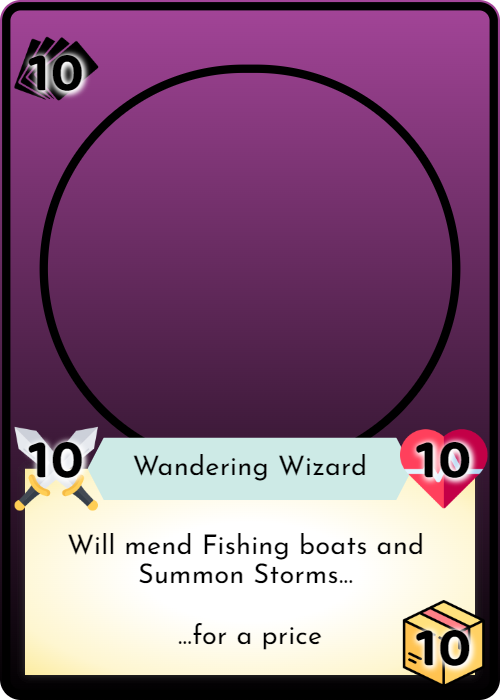 10
10
Wandering Wizard
10
Will mend Fishing boats and
Summon Storms...
...for a price
10